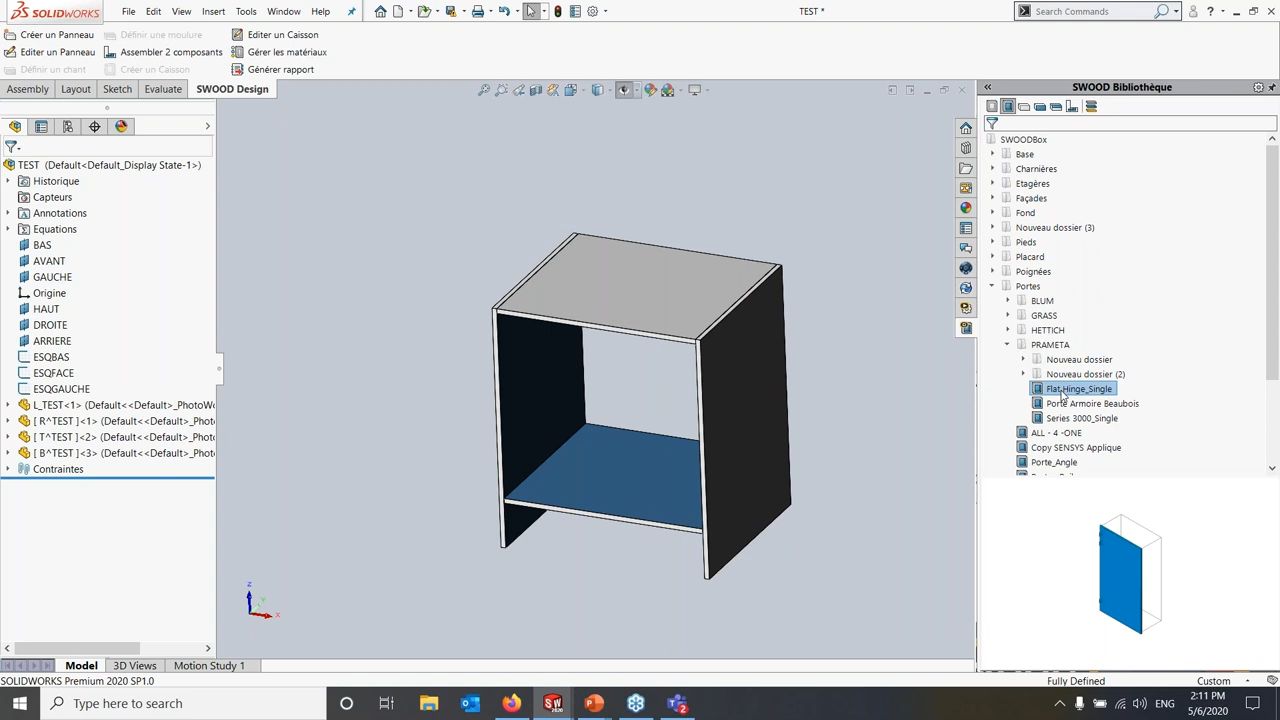 SOLIDWORKS File Edit View Insert Tools Window Help TEST * Search Commands
Créer un Panneau Définir une moulure Editer un Caisson
Editer un Panneau Assembler 2 composants Gérer les matériaux
Définir un chant Créer un Caisson Générer rapport
Assembly Layout Sketch Evaluate SWOOD Design
SWOOD Bibliothèque
TEST (Default<Default_Display State-1>)
Historique
Capteurs
Annotations
Equations
BAS
AVANT
GAUCHE
Origine
HAUT
DROITE
ARRIERE
ESQBAS
ESQFACE
ESQGAUCHE
L_TEST<1> (Default<<Default>_PhotoWo
[ R^TEST ]<1> (Default<<Default>_Phot
[ T^TEST ]<2> (Default<<Default>_Phot
[ B^TEST ]<3> (Default<<Default>_Phot
Contraintes
Z
Y
X
SWOODBox
Base
Charnières
Etagères
Façades
Fond
Nouveau dossier (3)
Pieds
Placard
Poignées
Portes
BLUM
GRASS
HETTICH
PRAMETA
Nouveau dossier
Nouveau dossier (2)
Flat Hinge_Single
Porte Armoire Beaubois
Series 3000_Single
ALL - 4 -ONE
Copy SENSYS Applique
Porte_Angle
Model 3D Views Motion Study 1
SOLIDWORKS Premium 2020 SP1.0 Fully Defined Custom
Type here to search ENG 2:11 PM
5/6/2020